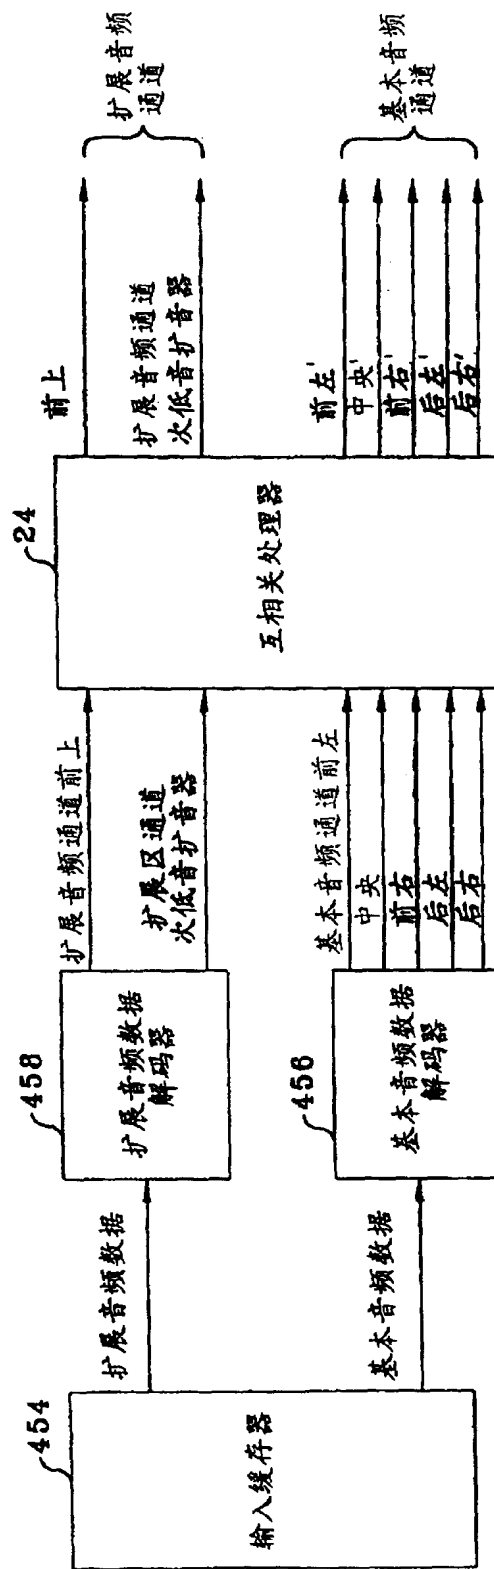 454
输入缓存器
扩展音频数据
基本音频数据
458
扩展音频数据
解码器
456
基本音频数据
解码器
扩展音频通道前上
扩展区通道
次低音扩音器
基本音频通道前左
中央
前右
后左
后右
24
互相关处理器
前上
扩展音频通道
次低音扩音器
前左'
中央'
前右'
后左'
后右'
扩展音频
通道
基本音频
通道